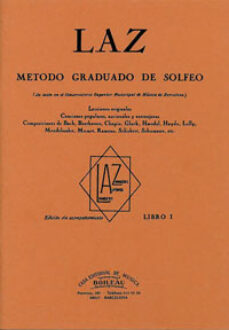 LAZ
METODO GRADUADO DE SOLFEO
(De texto en el Conservatorio Superior Municipal de Música de Barcelona)
Lecciones originales
Canciones populares, nacionales y extranjeras
Composiciones de Bach, Beethoven, Chopin, Gluck, Haendel, Haydn,
Mendelssohn, Mozart, Rameau, Schubert, Schumann, etc.
LAZ
Edición sin acompañamiento
LIBRO I
CASA EDITORIAL DE MUSICA
BOILEAU
BARCELONA